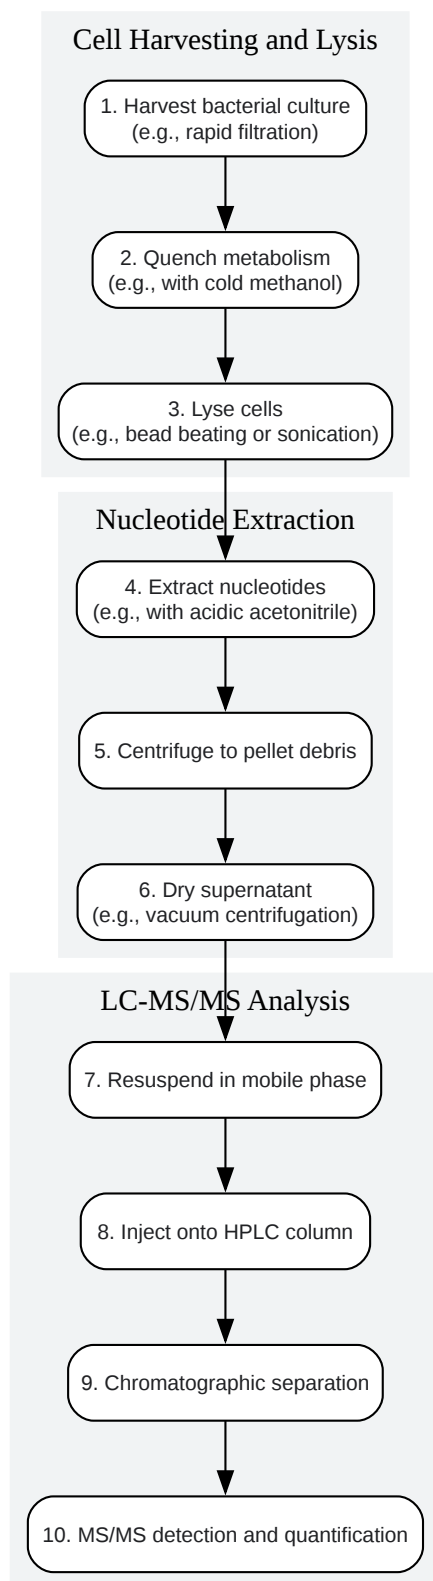 Cell Harvesting and Lysis
1. Harvest bacterial culture
(e.g., rapid filtration)
2. Quench metabolism
(e.g., with cold methanol)
3. Lyse cells
(e.g., bead beating or sonication)
Nucleotide Extraction
4. Extract nucleotides
(e.g., with acidic acetonitrile)
5. Centrifuge to pellet debris
6. Dry supernatant
(e.g., vacuum centrifugation)
LC-MS/MS Analysis
7. Resuspend in mobile phase
8. Inject onto HPLC column
9. Chromatographic separation
10. MS/MS detection and quantification